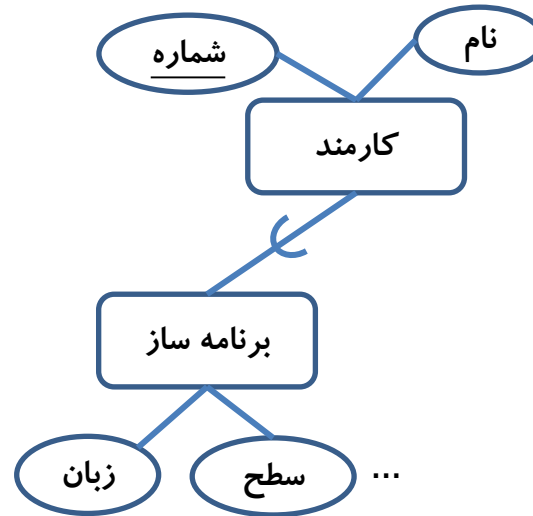 نام
شماره
کارمند
برنامه ساز
زبان
سطح
...